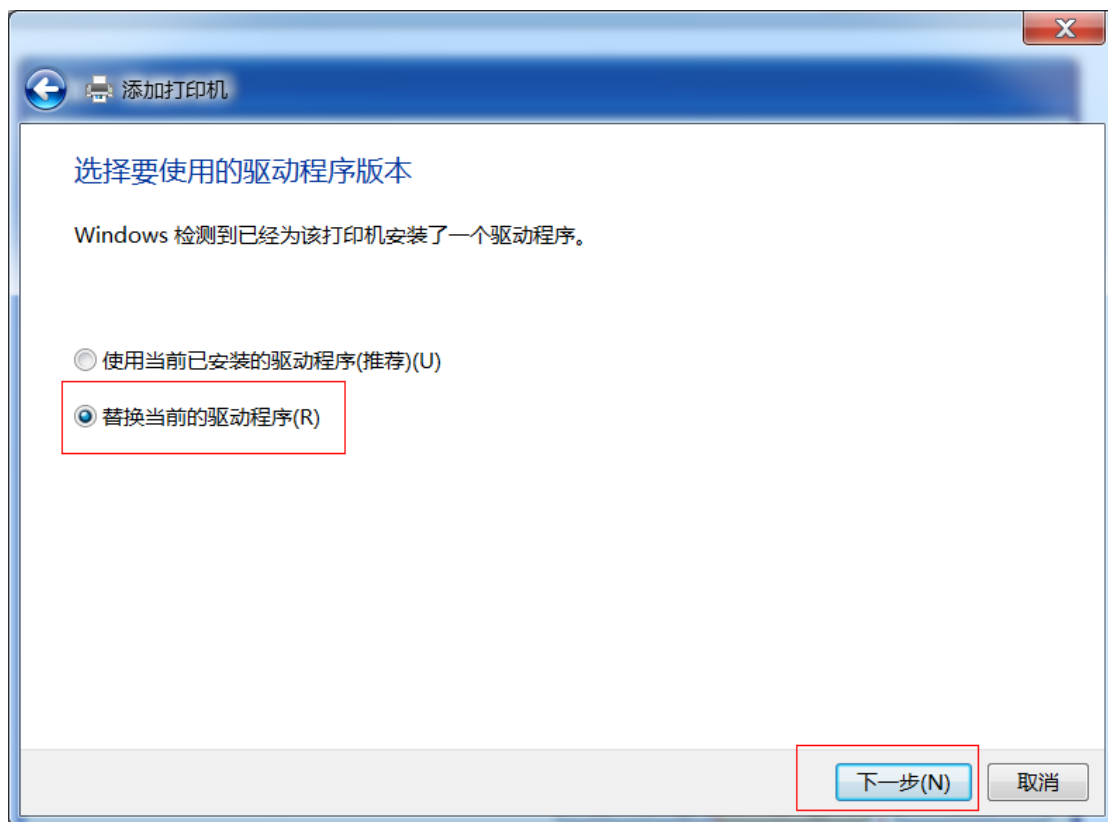 添加打印机
选择要使用的驱动程序版本
Windows 检测到已经为该打印机安装了一个驱动程序。
使用当前已安装的驱动程序(推荐)(U)
替换当前的驱动程序(R)
下一步(N)
取消